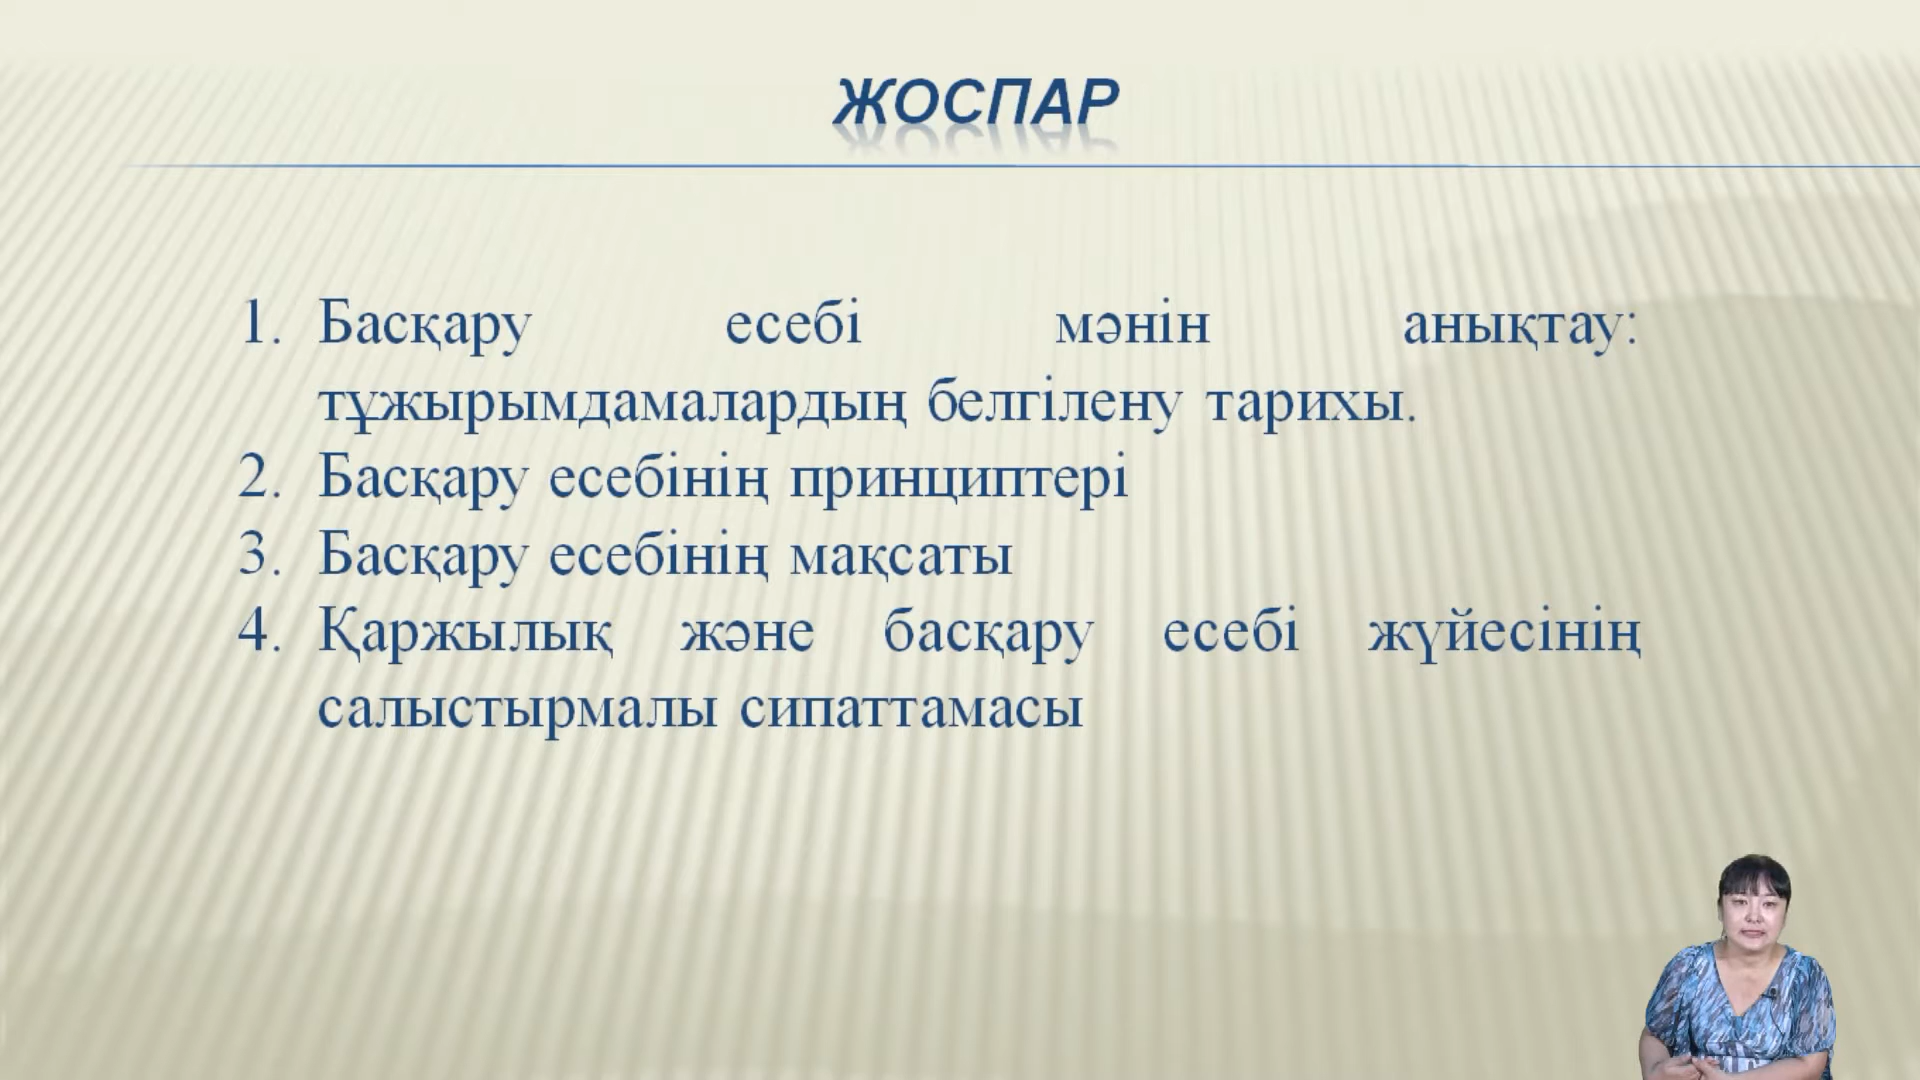 ЖОСПАР
1. Басқару есебі мәнін анықтау:
тұжырымдамалардың белгілену тарихы.
2. Басқару есебінің принциптері
3. Басқару есебінің мақсаты
4. Қаржылық және басқару есебі жүйесінің
салыстырмалы сипаттамасы